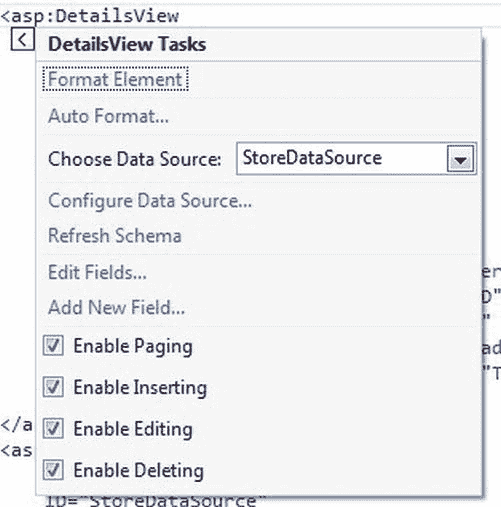 <asp:DetailsView
<
DetailsView Tasks
Format Element
Auto Format...
Choose Data Source: StoreDataSource
Configure Data Source...
Refresh Schema
Edit Fields...
Add New Field...
Enable Paging
Enable Inserting
Enable Editing
Enable Deleting
er
D"
"
ad
"T
</a
<as
ID="StoreDataSource"